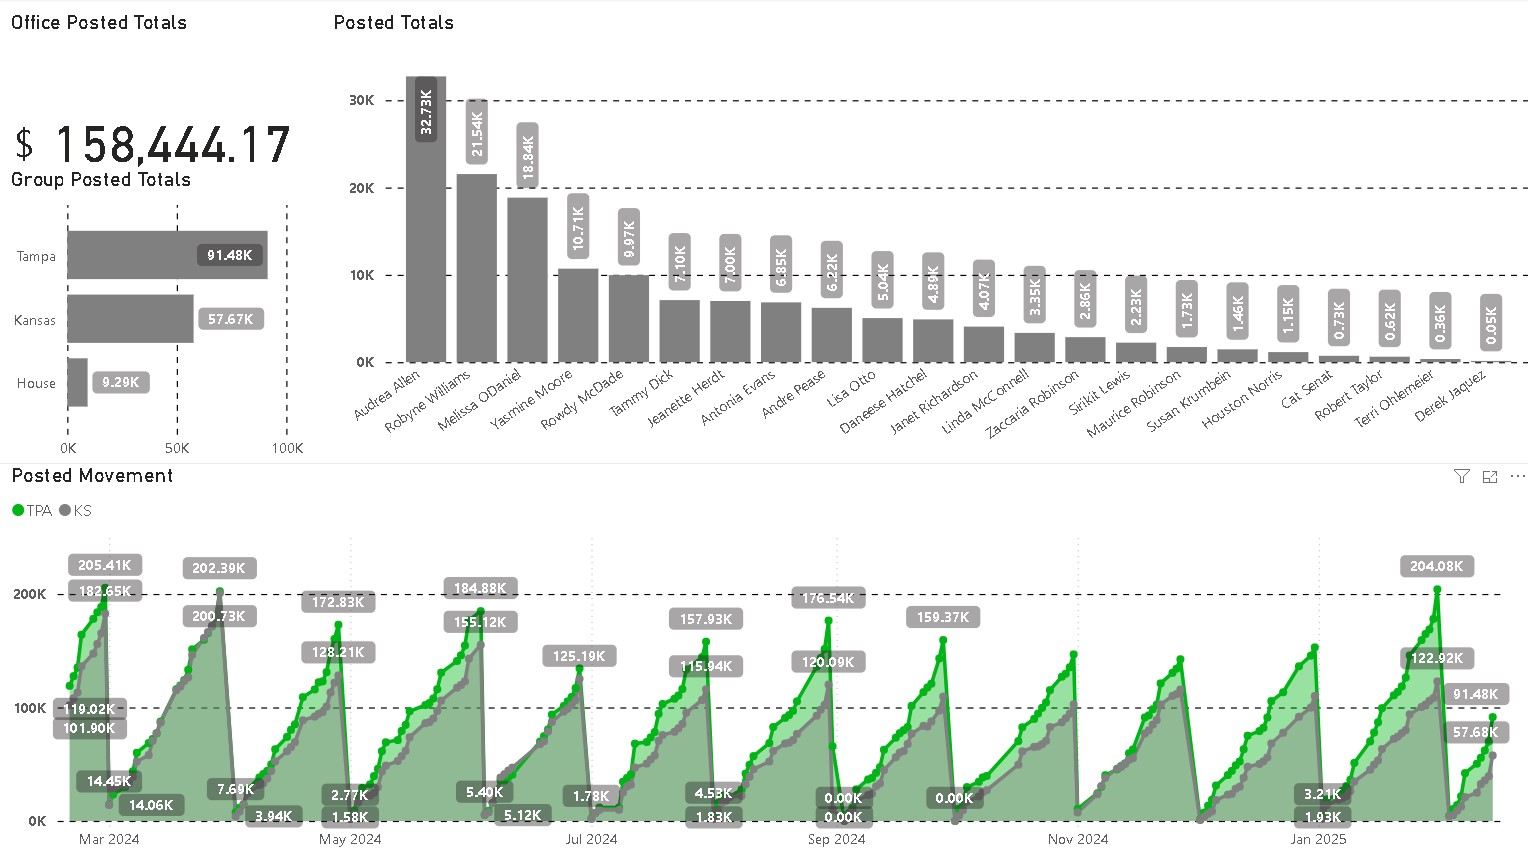 Office Posted Totals
$ 158,444.17
Group Posted Totals
Tampa 91.48K
Kansas 57.67K
House 9.29K
0K 50K 100K
Posted Totals
30K
20K
10K
0K
32.73K
21.54K
18.84K
10.71K
9.97K
7.10K
7.00K
6.85K
6.22K
5.04K
4.89K
4.07K
3.35K
2.86K
2.23K
1.73K
1.46K
1.15K
0.73K
0.62K
0.36K
0.05K
Audrea Allen
Robyne Williams
Melissa ODaniel
Yasmine Moore
Rowdy McDade
Tammy Dick
Jeanette Herdt
Antonia Evans
Andre Pease
Lisa Otto
Daneese Hatchel
Janet Richardson
Linda McConnell
Zaccaria Robinson
Sirikit Lewis
Maurice Robinson
Susan Krumbein
Houston Norris
Cat Senat
Robert Taylor
Terri Ohlemeier
Derek Jaquez
Posted Movement
TPA KS
200K
100K
0K
205.41K
182.65K
119.02K
101.90K
14.45K
14.06K
202.39K
200.73K
7.69K
3.94K
172.83K
128.21K
2.77K
1.58K
184.88K
155.12K
5.40K
5.12K
125.19K
1.78K
157.93K
115.94K
4.53K
1.83K
176.54K
120.09K
0.00K
0.00K
159.37K
0.00K
3.21K
1.93K
204.08K
122.92K
91.48K
57.68K
Mar 2024 May 2024 Jul 2024 Sep 2024 Nov 2024 Jan 2025